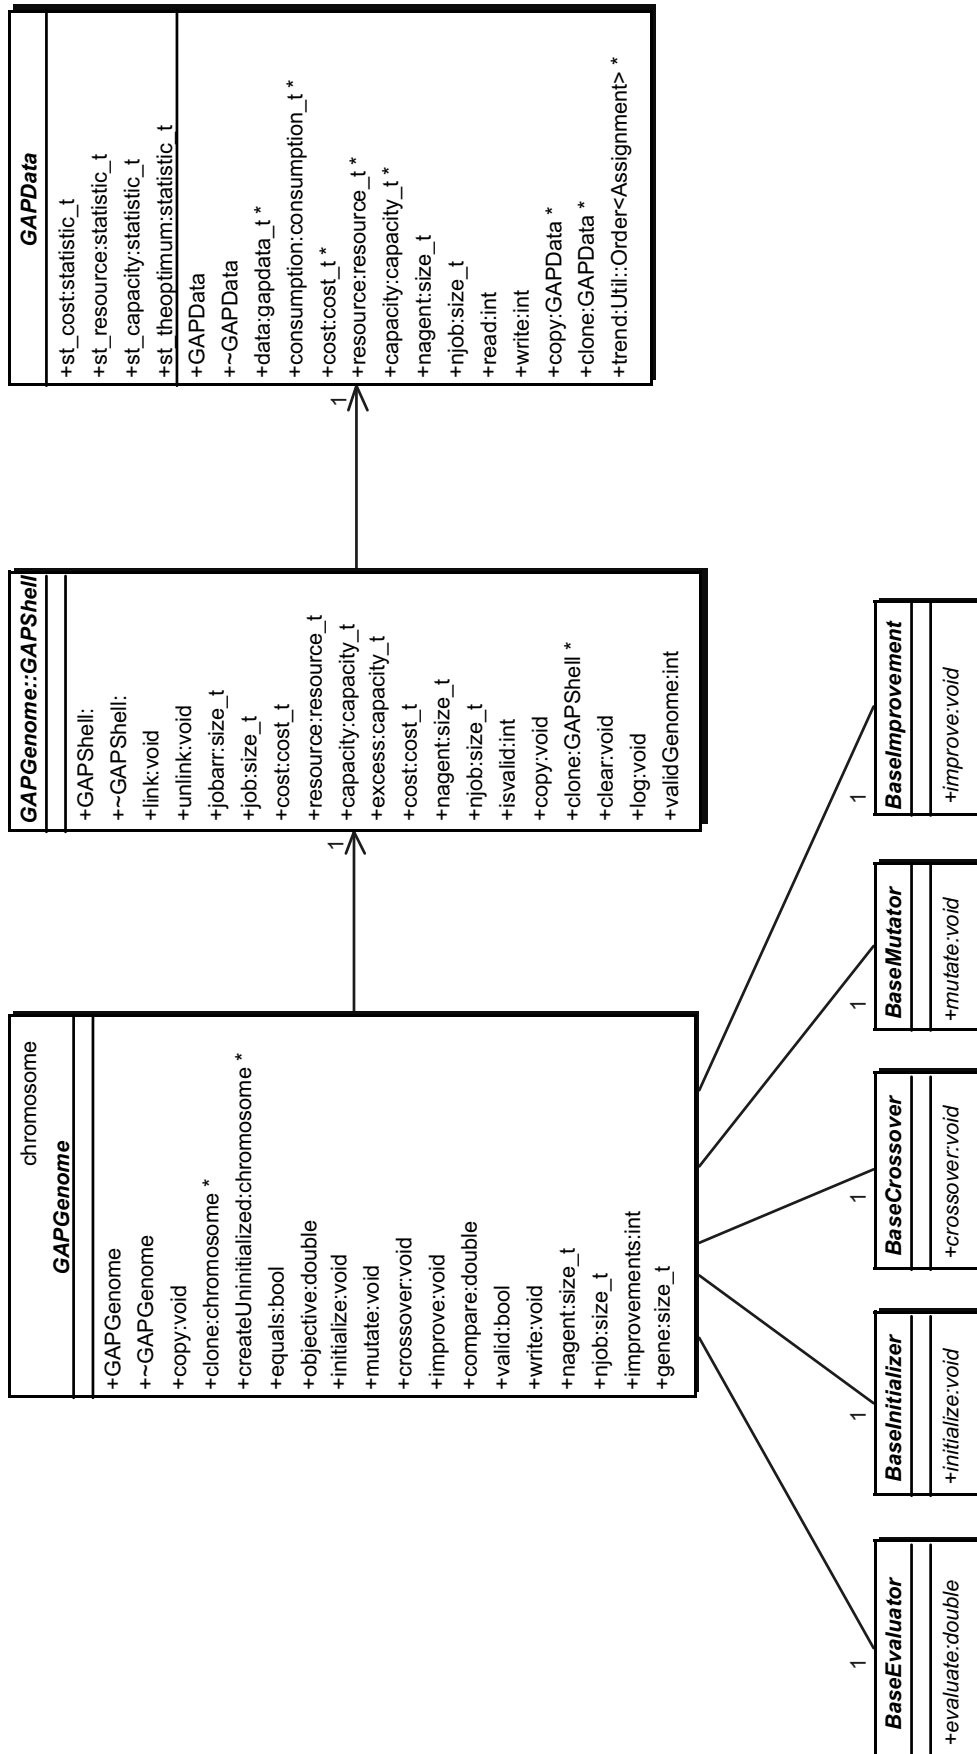 chromosome
GAPGenome
+GAPGenome
+~GAPGenome
+copy:void
+clone:chromosome *
+createUninitialized:chromosome *
+equals:bool
+objective:double
+initialize:void
+mutate:void
+crossover:void
+improve:void
+compare:double
+valid:bool
+write:void
+nagent:size_t
+njob:size_t
+improvements:int
+gene:size_t
1
GAPGenome::GAPShell
+GAPShell:
+~GAPShell:
+link:void
+unlink:void
+jobarr:size_t
+job:size_t
+cost:cost_t
+resource:resource_t
+capacity:capacity_t
+excess:capacity_t
+cost:cost_t
+nagent:size_t
+njob:size_t
+isvalid:int
+copy:void
+clone:GAPShell *
+clear:void
+log:void
+validGenome:int
1
GAPData
+st_cost:statistic_t
+st_resource:statistic_t
+st_capacity:statistic_t
+st_theoptimum:statistic_t
+GAPData
+~GAPData
+data:gapdata_t *
+consumption:consumption_t *
+cost:cost_t *
+resource:resource_t *
+capacity:capacity_t *
+nagent:size_t
+njob:size_t
+read:int
+write:int
+copy:GAPData *
+clone:GAPData *
+trend:Util::Order<Assignment> *
1
BaseEvaluator
+evaluate:double
1
BaseInitializer
+initialize:void
1
BaseCrossover
+crossover:void
1
BaseMutator
+mutate:void
1
BaseImprovement
+improve:void